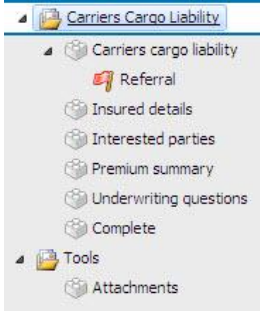 Carriers Cargo Liability
Carriers cargo liability
Referral
Insured details
Interested parties
Premium summary
Underwriting questions
Complete
Tools
Attachments